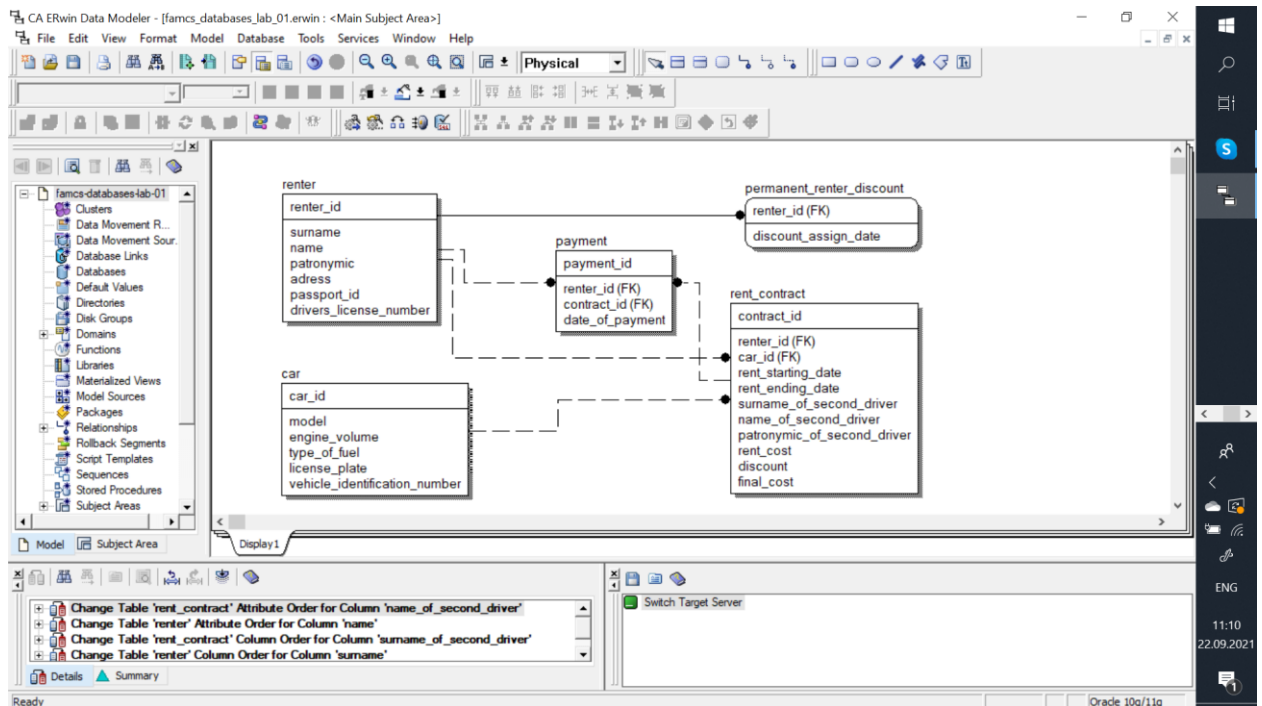 CA ERwin Data Modeler - [famcs_databases_lab_01.erwin : <Main Subject Area>]
File Edit View Format Model Database Tools Services Window Help
Physical
famcs-databases-lab-01
Clusters
Data Movement R...
Data Movement Sour.
Database Links
Databases
Default Values
Directories
Disk Groups
Domains
Functions
Libraries
Materialized Views
Model Sources
Packages
Relationships
Rollback Segments
Script Templates
Sequences
Stored Procedures
Subject Areas
Model Subject Area
renter
renter_id
surname
name
patronymic
adress
passport_id
drivers_license_number
payment
payment_id
renter_id (FK)
contract_id (FK)
date_of_payment
permanent_renter_discount
renter_id (FK)
discount_assign_date
rent_contract
contract_id
renter_id (FK)
car_id (FK)
rent_starting_date
rent_ending_date
surname_of_second_driver
name_of_second_driver
patronymic_of_second_driver
rent_cost
discount
final_cost
car
car_id
model
engine_volume
type_of_fuel
license_plate
vehicle_identification_number
Display1
Change Table 'rent_contract' Attribute Order for Column 'name_of_second_driver'
Change Table 'renter' Attribute Order for Column 'name'
Change Table 'rent_contract' Column Order for Column 'surname_of_second_driver'
Change Table 'renter' Column Order for Column 'surname'
Details Summary
Switch Target Server
Ready
Oracle 10g/11g
S
ENG
11:10
22.09.2021
1